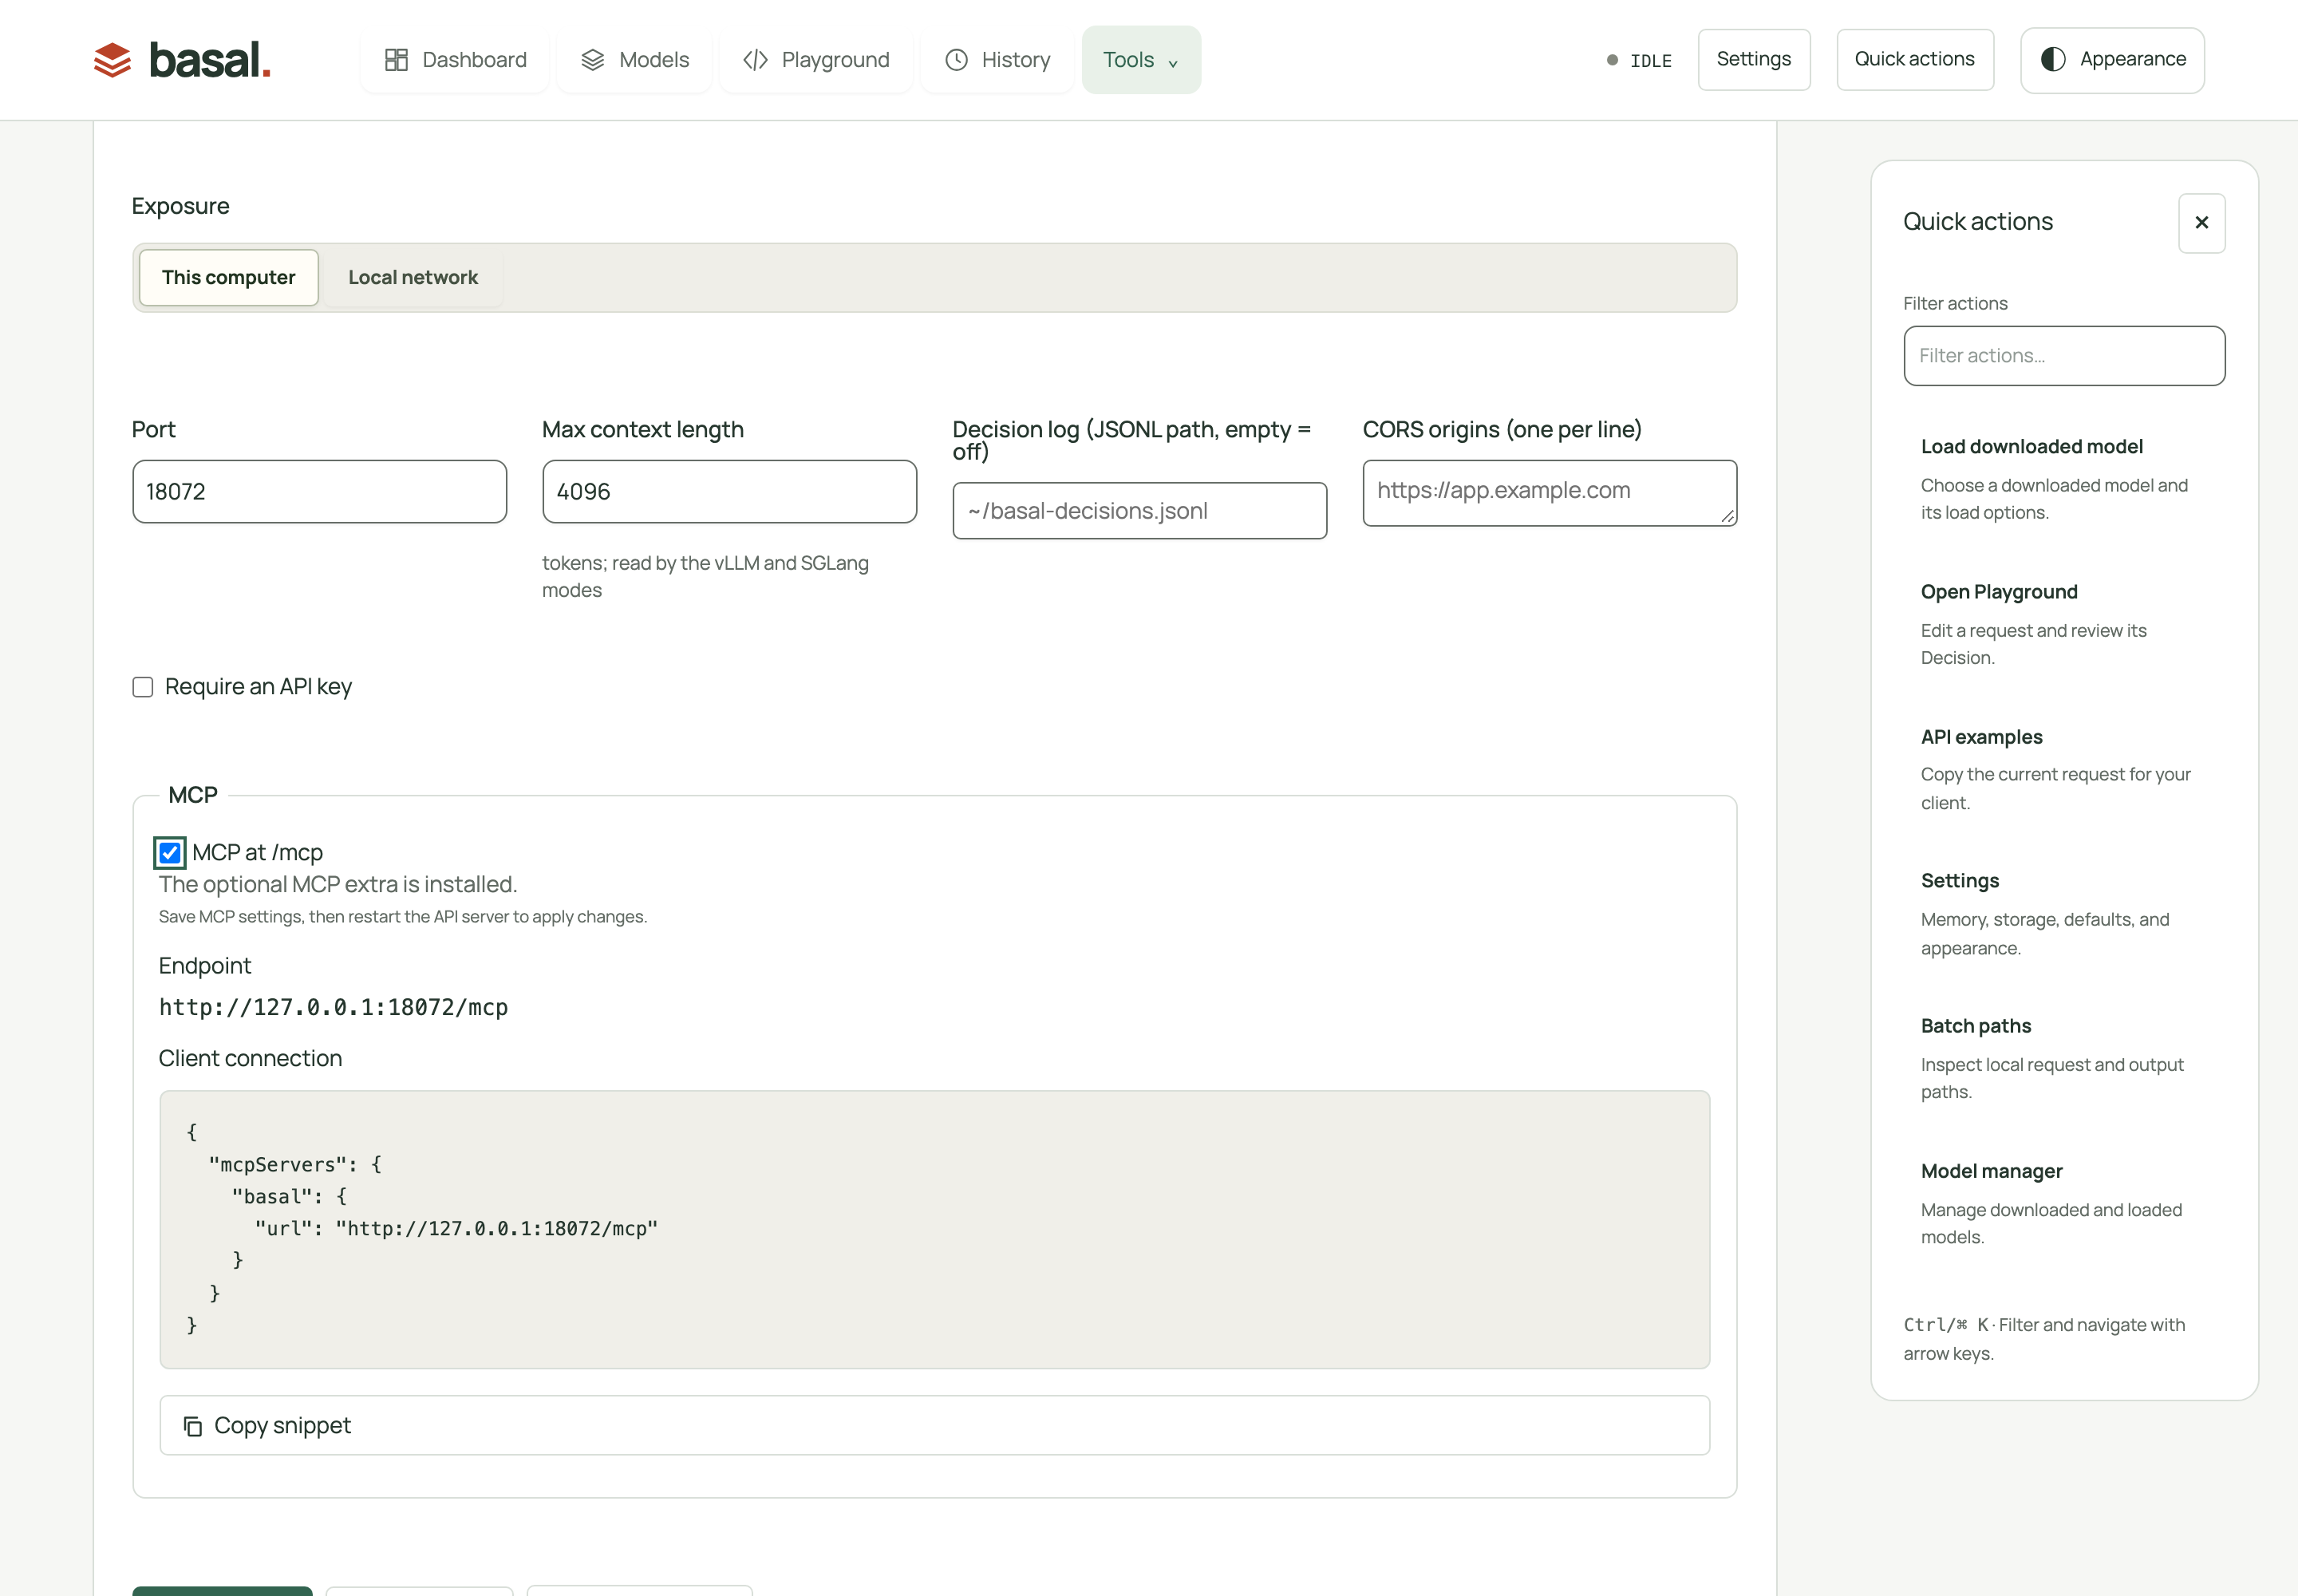 basal.
Dashboard
Models
Playground
History
Tools
IDLE
Settings
Quick actions
Appearance
Exposure
This computer
Local network
Port
18072
Max context length
4096
tokens; read by the vLLM and SGLang
modes
Decision log (JSONL path, empty =
off)
~/basal-decisions.jsonl
CORS origins (one per line)
https://app.example.com
Require an API key
MCP
MCP at /mcp
The optional MCP extra is installed.
Save MCP settings, then restart the API server to apply changes.
Endpoint
http://127.0.0.1:18072/mcp
Client connection
{
  "mcpServers": {
    "basal": {
      "url": "http://127.0.0.1:18072/mcp"
    }
  }
}
Copy snippet
Quick actions
Filter actions
Filter actions…
Load downloaded model
Choose a downloaded model and
its load options.
Open Playground
Edit a request and review its
Decision.
API examples
Copy the current request for your
client.
Settings
Memory, storage, defaults, and
appearance.
Batch paths
Inspect local request and output
paths.
Model manager
Manage downloaded and loaded
models.
Ctrl/⌘ K · Filter and navigate with
arrow keys.